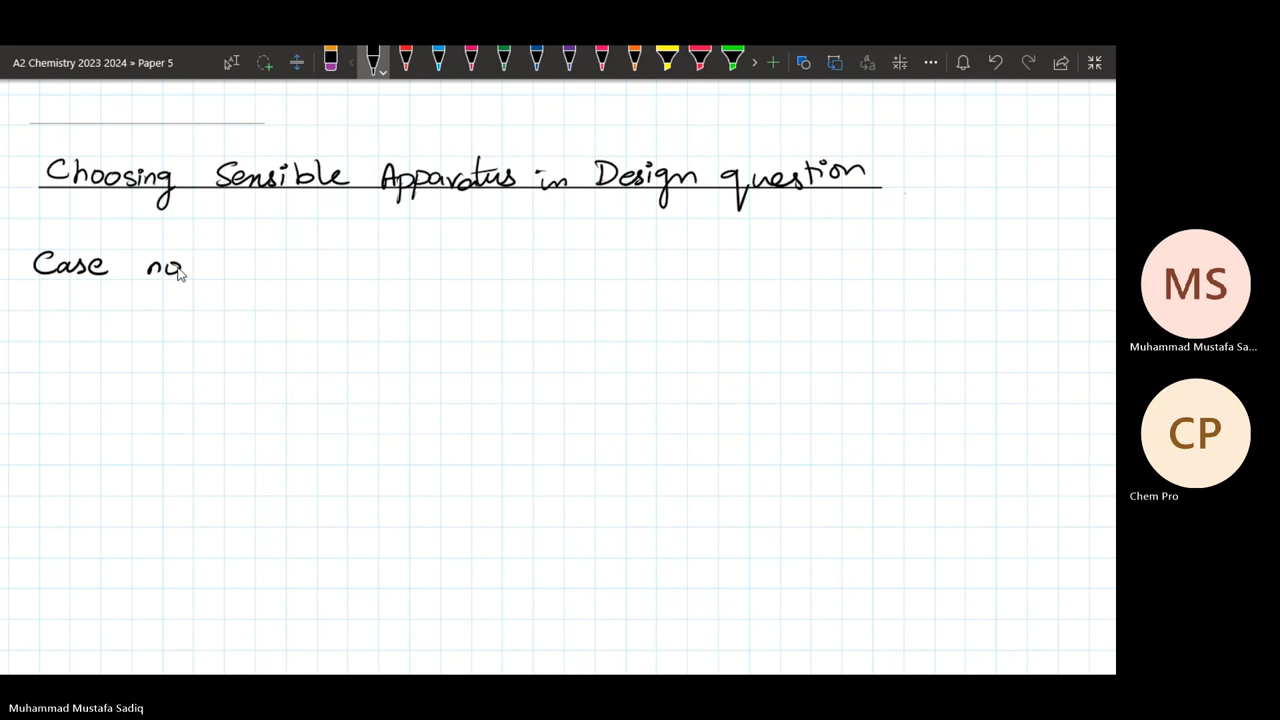 A2 Chemistry 2023 2024 » Paper 5
Choosing Sensible Apparatus in Design question
Case no
MS
Muhammad Mustafa Sa...
CP
Chem Pro
Muhammad Mustafa Sadiq